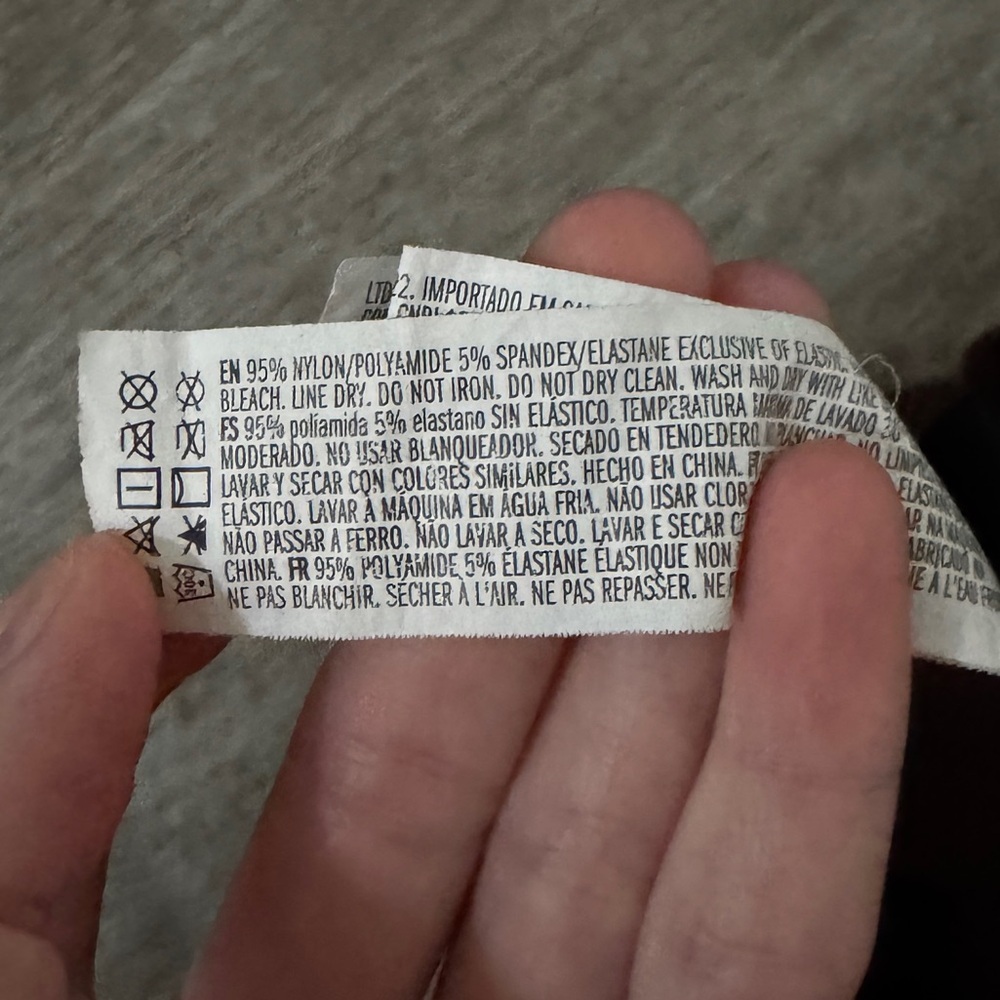 LTD
2. IMPORTADO EM
EN 95% NYLON/POLYAMIDE 5% SPANDEX/ELASTANE EXCLUSIVE OF
BLEACH. LINE DRY. DO NOT IRON. DO NOT DRY CLEAN. WASH AND DRY WITH LIKE
ES 95% poliamida 5% elastano SIN ELÁSTICO. TEMPERATURA DE LAVADO
MODERADO. NO USAR BLANQUEADOR. SECADO EN TENDEDERO NO
LAVAR Y SECAR CON COLORES SIMILARES. HECHO EN CHINA.
ELÁSTICO. LAVAR À MÁQUINA EM ÁGUA FRIA. NÃO USAR
NÃO PASSAR A FERRO. NÃO LAVAR A SECO. LAVAR E SECAR
CHINA. FR 95% POLYAMIDE 5% ÉLASTANE ÉLASTIQUE NON A L'EAU
NE PAS BLANCHIR. SÉCHER À L'AIR. NE PAS REPASSER.